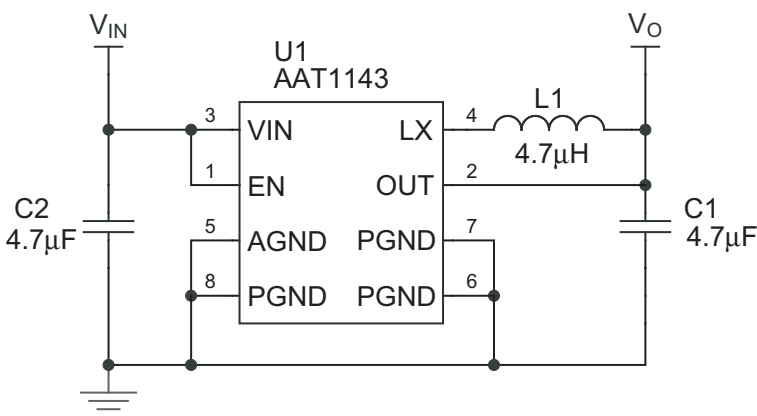 V_IN
V_O
U1
AAT1143
3 VIN LX 4
L1
4.7μH
1 EN OUT 2
C2
4.7μF
C1
4.7μF
5 AGND PGND 7
8 PGND PGND 6